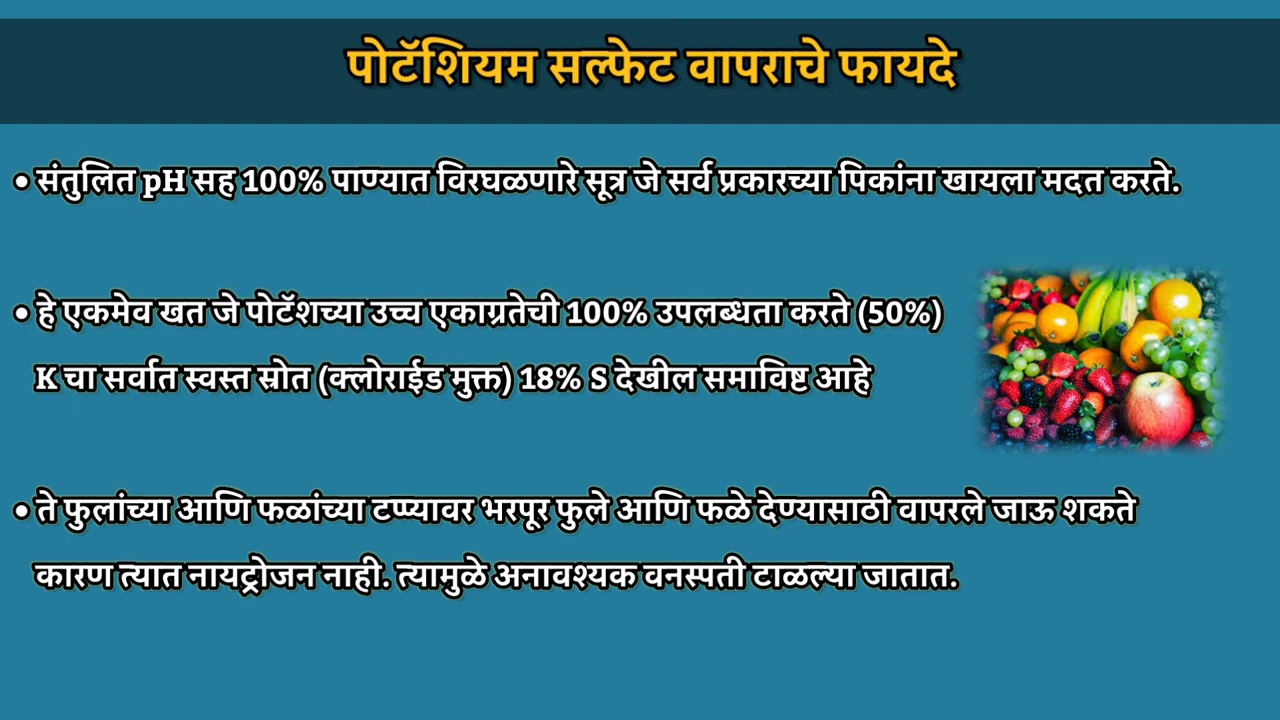 पोटॅशियम सल्फेट वापराचे फायदे
• संतुलित pH सह 100% पाण्यात विरघळणारे सूत्र जे सर्व प्रकारच्या पिकांना खायला मदत करते.
• हे एकमेव खत जे पोटॅशच्या उच्च एकाग्रतेची 100% उपलब्धता करते (50%)
K चा सर्वात स्वस्त स्रोत (क्लोराईड मुक्त) 18% S देखील समाविष्ट आहे
• ते फुलांच्या आणि फळांच्या टप्प्यावर भरपूर फुले आणि फळे देण्यासाठी वापरले जाऊ शकते
कारण त्यात नायट्रोजन नाही. त्यामुळे अनावश्यक वनस्पती टाळल्या जातात.